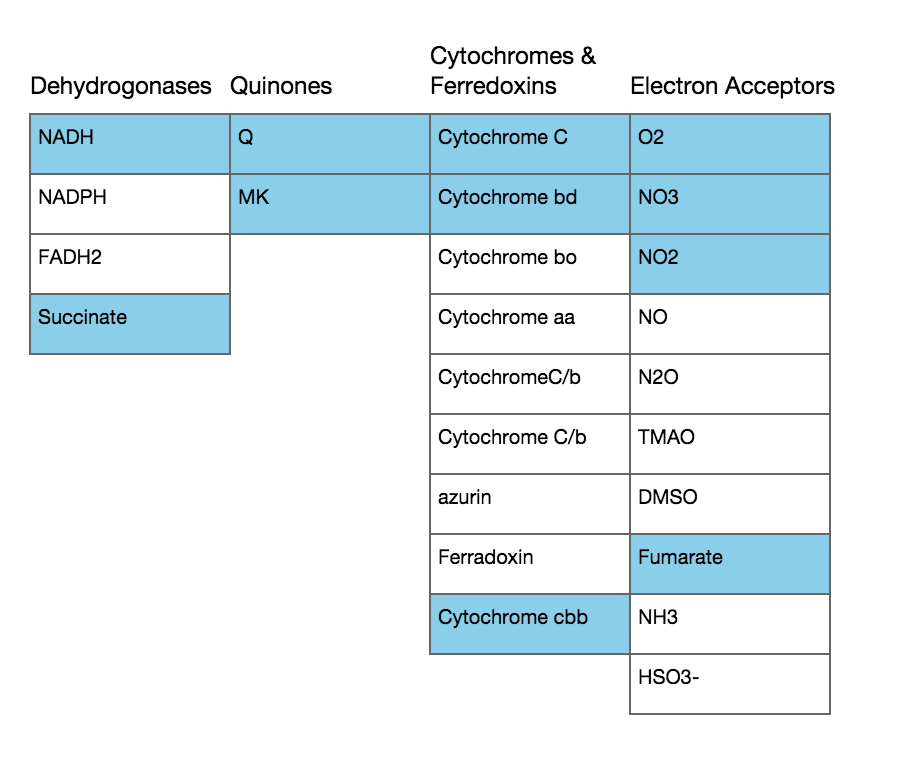 Dehydrogonases
Quinones
Cytochromes &
Ferredoxins
Electron Acceptors
NADH
Q
Cytochrome C
O2
NADPH
MK
Cytochrome bd
NO3
FADH2
Cytochrome bo
NO2
Succinate
Cytochrome aa
NO
CytochromeC/b
N2O
Cytochrome C/b
TMAO
azurin
DMSO
Ferradoxin
Fumarate
Cytochrome cbb
NH3
HSO3-